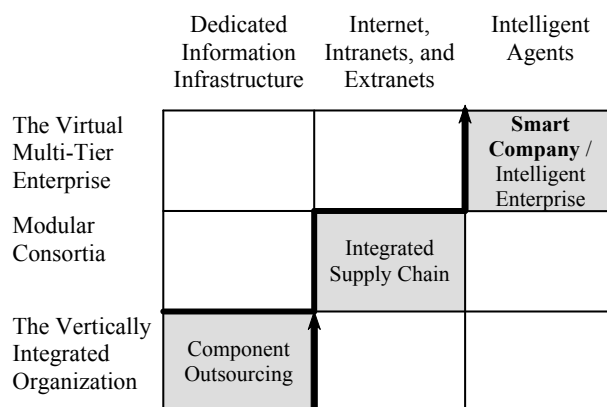 Dedicated
Information
Infrastructure
Internet,
Intranets, and
Extranets
Intelligent
Agents
The Virtual
Multi-Tier
Enterprise
Smart
Company /
Intelligent
Enterprise
Modular
Consortia
Integrated
Supply Chain
The Vertically
Integrated
Organization
Component
Outsourcing